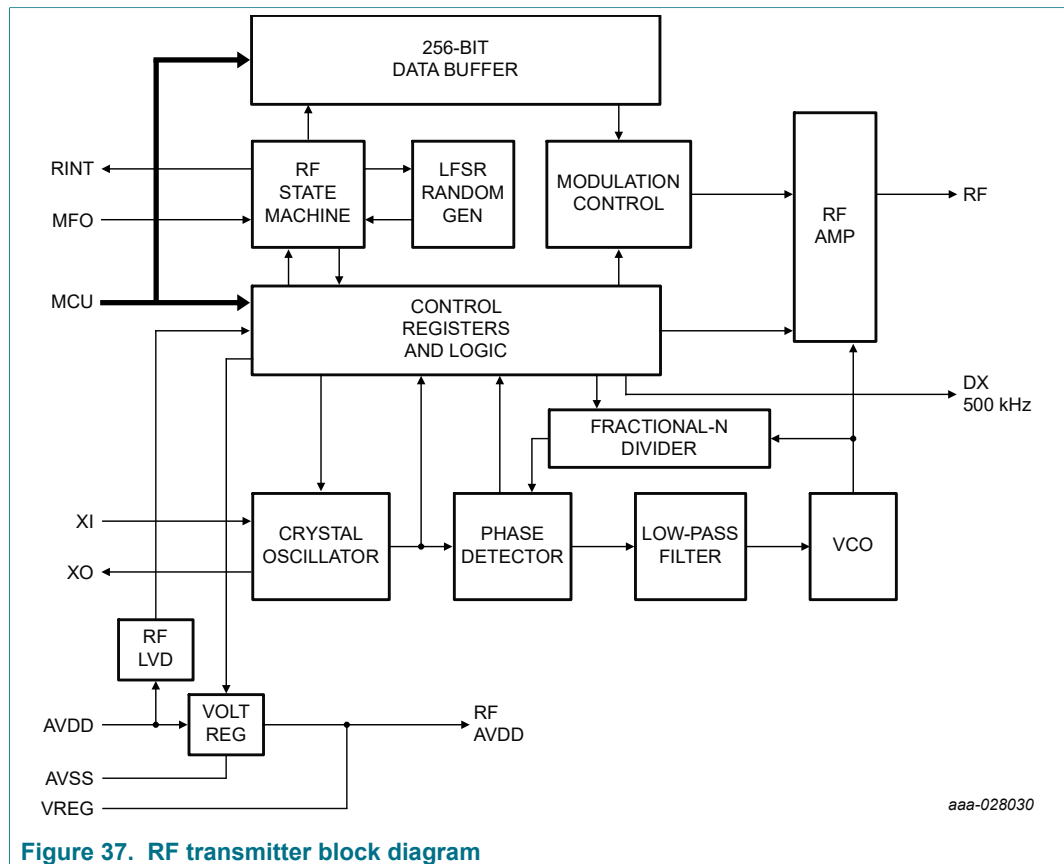 256-BIT
DATA BUFFER
RINT
MFO
MCU
RF
STATE
MACHINE
LFSR
RANDOM
GEN
MODULATION
CONTROL
RF
AMP
RF
CONTROL
REGISTERS
AND LOGIC
DX
500 kHz
FRACTIONAL-N
DIVIDER
XI
XO
CRYSTAL
OSCILLATOR
PHASE
DETECTOR
LOW-PASS
FILTER
VCO
RF
LVD
AVDD
VOLT
REG
RF
AVDD
AVSS
VREG
aaa-028030
Figure 37. RF transmitter block diagram